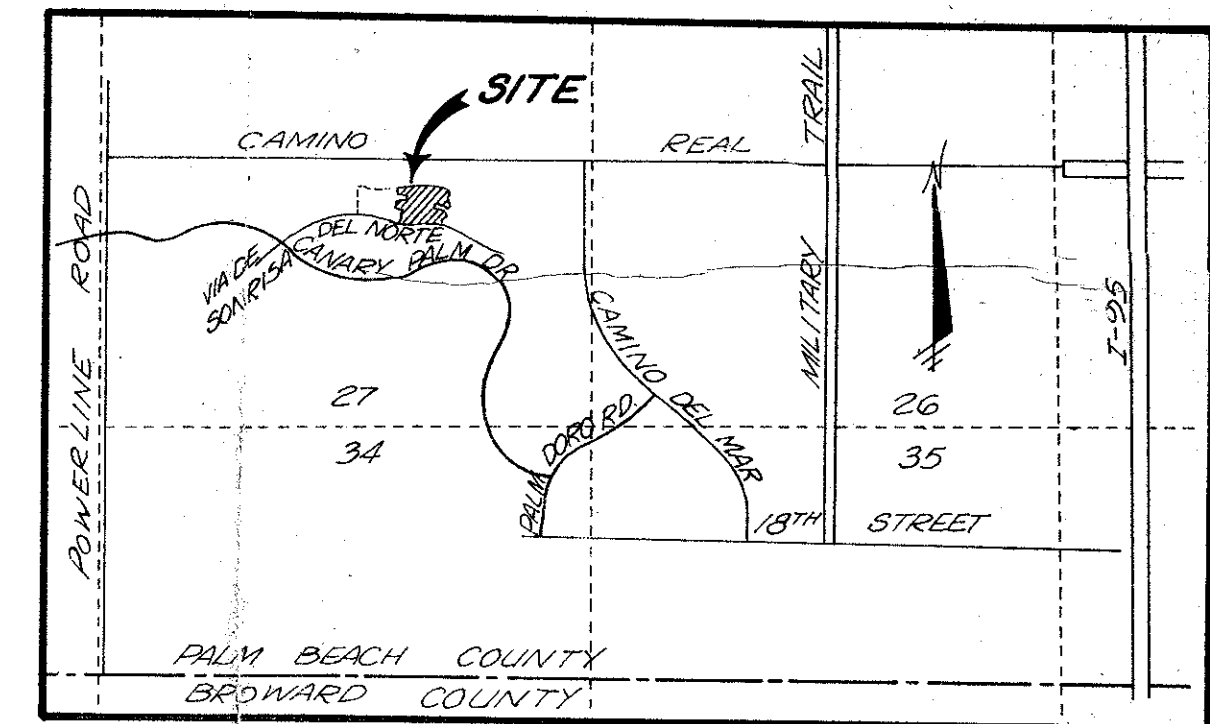 SITE
CAMINO REAL
POWERLINE ROAD
MILITARY TRAIL
N
I-95
VIA DE SONRISA
DEL NORTE
CANARY PALM DR
CAMINO DEL MAR
27
26
34
35
PALM DORO RD.
18TH STREET
PALM BEACH COUNTY
BROWARD COUNTY